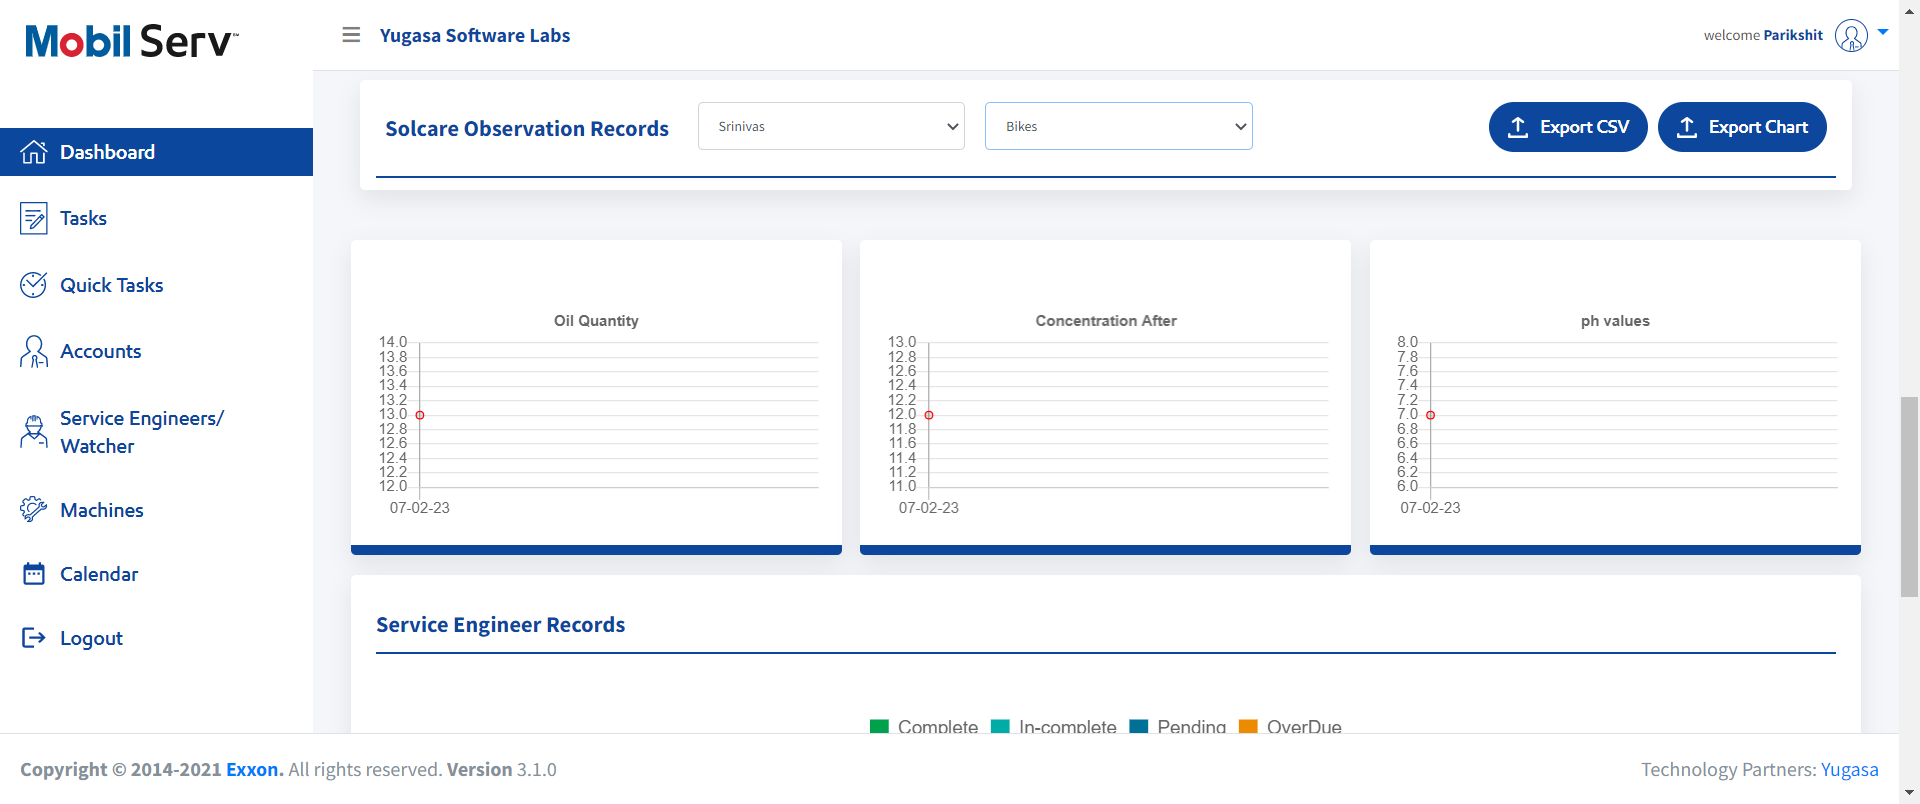 Mobil Serv™
Yugasa Software Labs
welcome Parikshit
Dashboard
Tasks
Quick Tasks
Accounts
Service Engineers/
Watcher
Machines
Calendar
Logout
Solcare Observation Records
Srinivas
Bikes
Export CSV
Export Chart
Oil Quantity
14.0
13.8
13.6
13.4
13.2
13.0
12.8
12.6
12.4
12.2
12.0
07-02-23
Concentration After
13.0
12.8
12.6
12.4
12.2
12.0
11.8
11.6
11.4
11.2
11.0
07-02-23
ph values
8.0
7.8
7.6
7.4
7.2
7.0
6.8
6.6
6.4
6.2
6.0
07-02-23
Service Engineer Records
Complete In-complete Pending OverDue
Copyright © 2014-2021 Exxon. All rights reserved. Version 3.1.0
Technology Partners: Yugasa